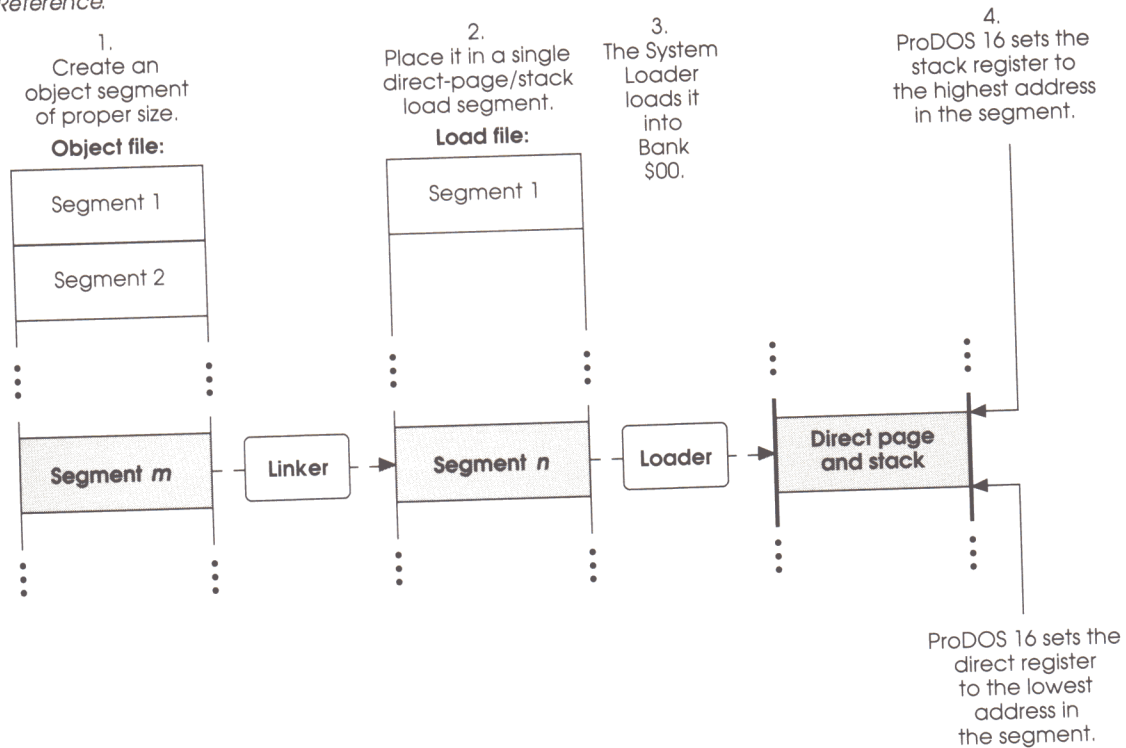 Reference.
1.
Create an
object segment
of proper size.
Object file:
Segment 1
Segment 2
Segment m
Linker
2.
Place it in a single
direct-page/stack
load segment.
Load file:
Segment 1
Segment n
Loader
3.
The System
Loader
loads it
into
Bank
$00.
Direct page
and stack
4.
ProDOS 16 sets the
stack register to
the highest address
in the segment.
ProDOS 16 sets the
direct register
to the lowest
address in
the segment.